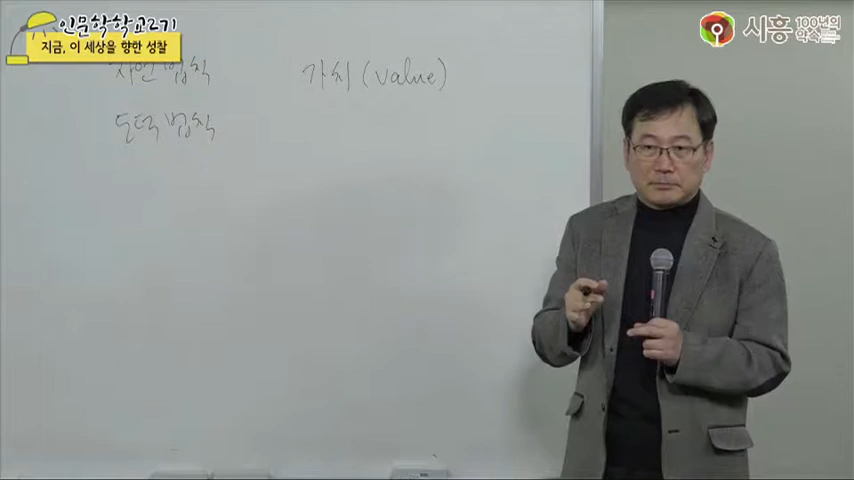 인문학학교2기
지금, 이 세상을 향한 성찰
시흥 100년의 약속
자연법칙
가치 (value)
도덕법칙